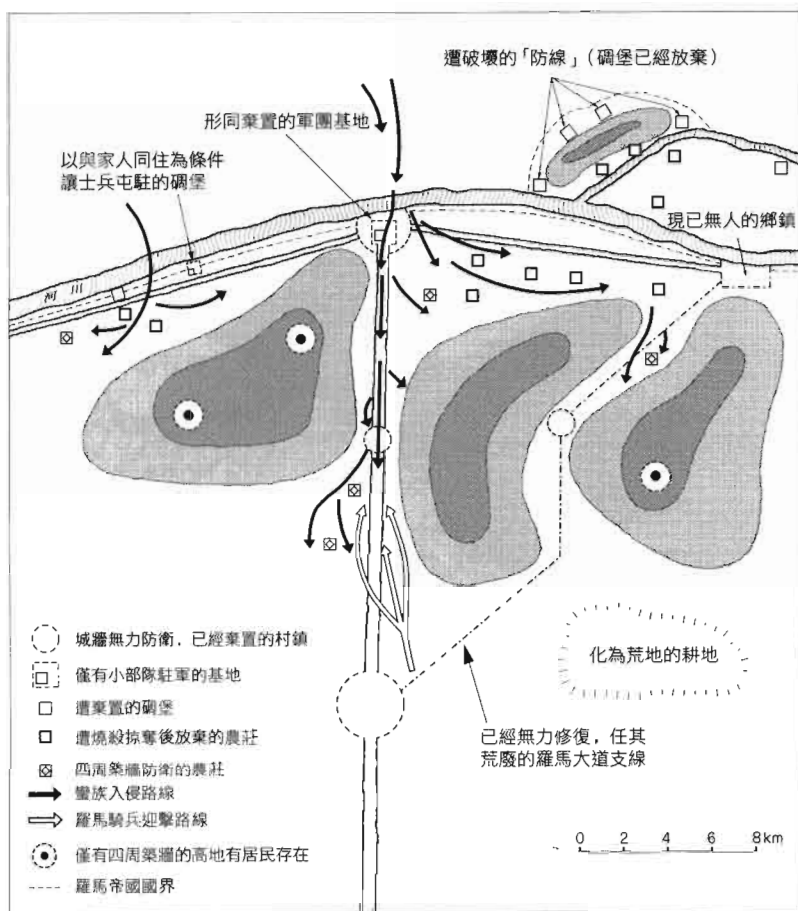 遭破壞的「防線」（碉堡已經放棄）
形同棄置的軍團基地
以與家人同住為條件
讓士兵屯駐的碉堡
現已無人的鄉鎮
河川
化為荒地的耕地
已經無力修復，任其
荒廢的羅馬大道支線
城牆無力防衛，已經棄置的村鎮
僅有小部隊駐軍的基地
遭棄置的碉堡
遭燒殺掠奪後放棄的農莊
四周築牆防衛的農莊
蠻族入侵路線
羅馬騎兵迎擊路線
僅有四周築牆的高地有居民存在
羅馬帝國國界
0 2 4 6 8km